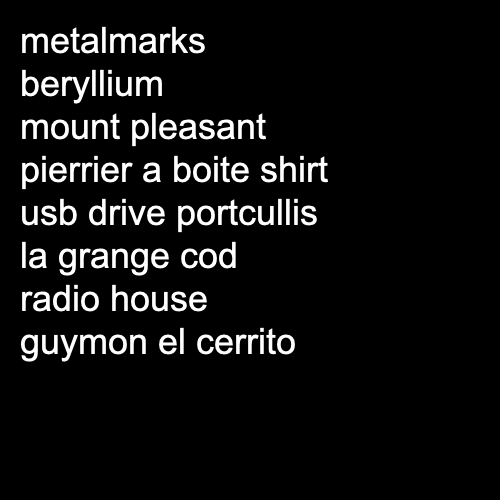 metalmarks
beryllium
mount pleasant
pierrier a boite shirt
usb drive portcullis
la grange cod
radio house
guymon el cerrito